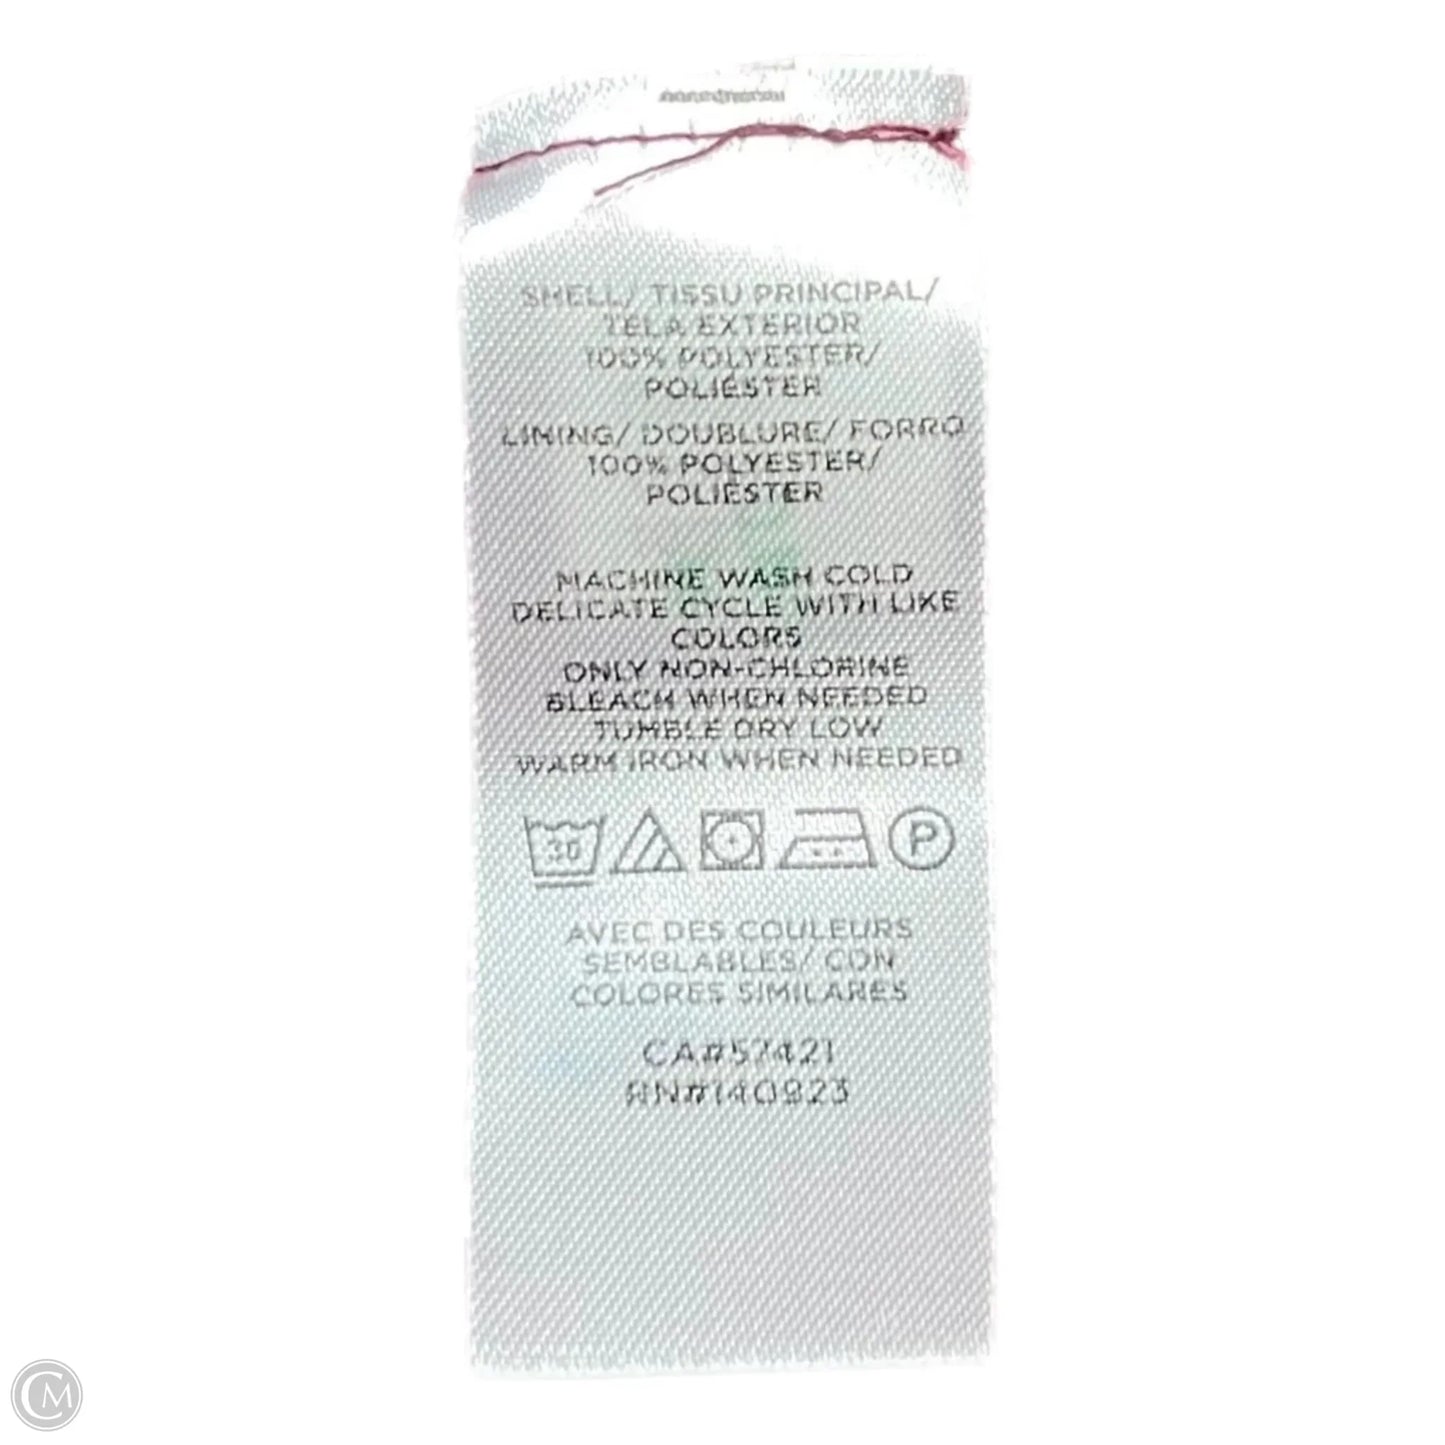 SHELL/ TISSU PRINCIPAL/
TELA EXTERIOR
100% POLYESTER/
POLIÉSTER
LINING/ DOUBLURE/ FORRO
100% POLYESTER/
POLIÉSTER
MACHINE WASH COLD
DELICATE CYCLE WITH LIKE
COLORS
ONLY NON-CHLORINE
BLEACH WHEN NEEDED
TUMBLE DRY LOW
WARM IRON WHEN NEEDED
30 P
AVEC DES COULEURS
SEMBLABLES/ CON
COLORES SIMILARES
CA#57421
RN#140923
CM